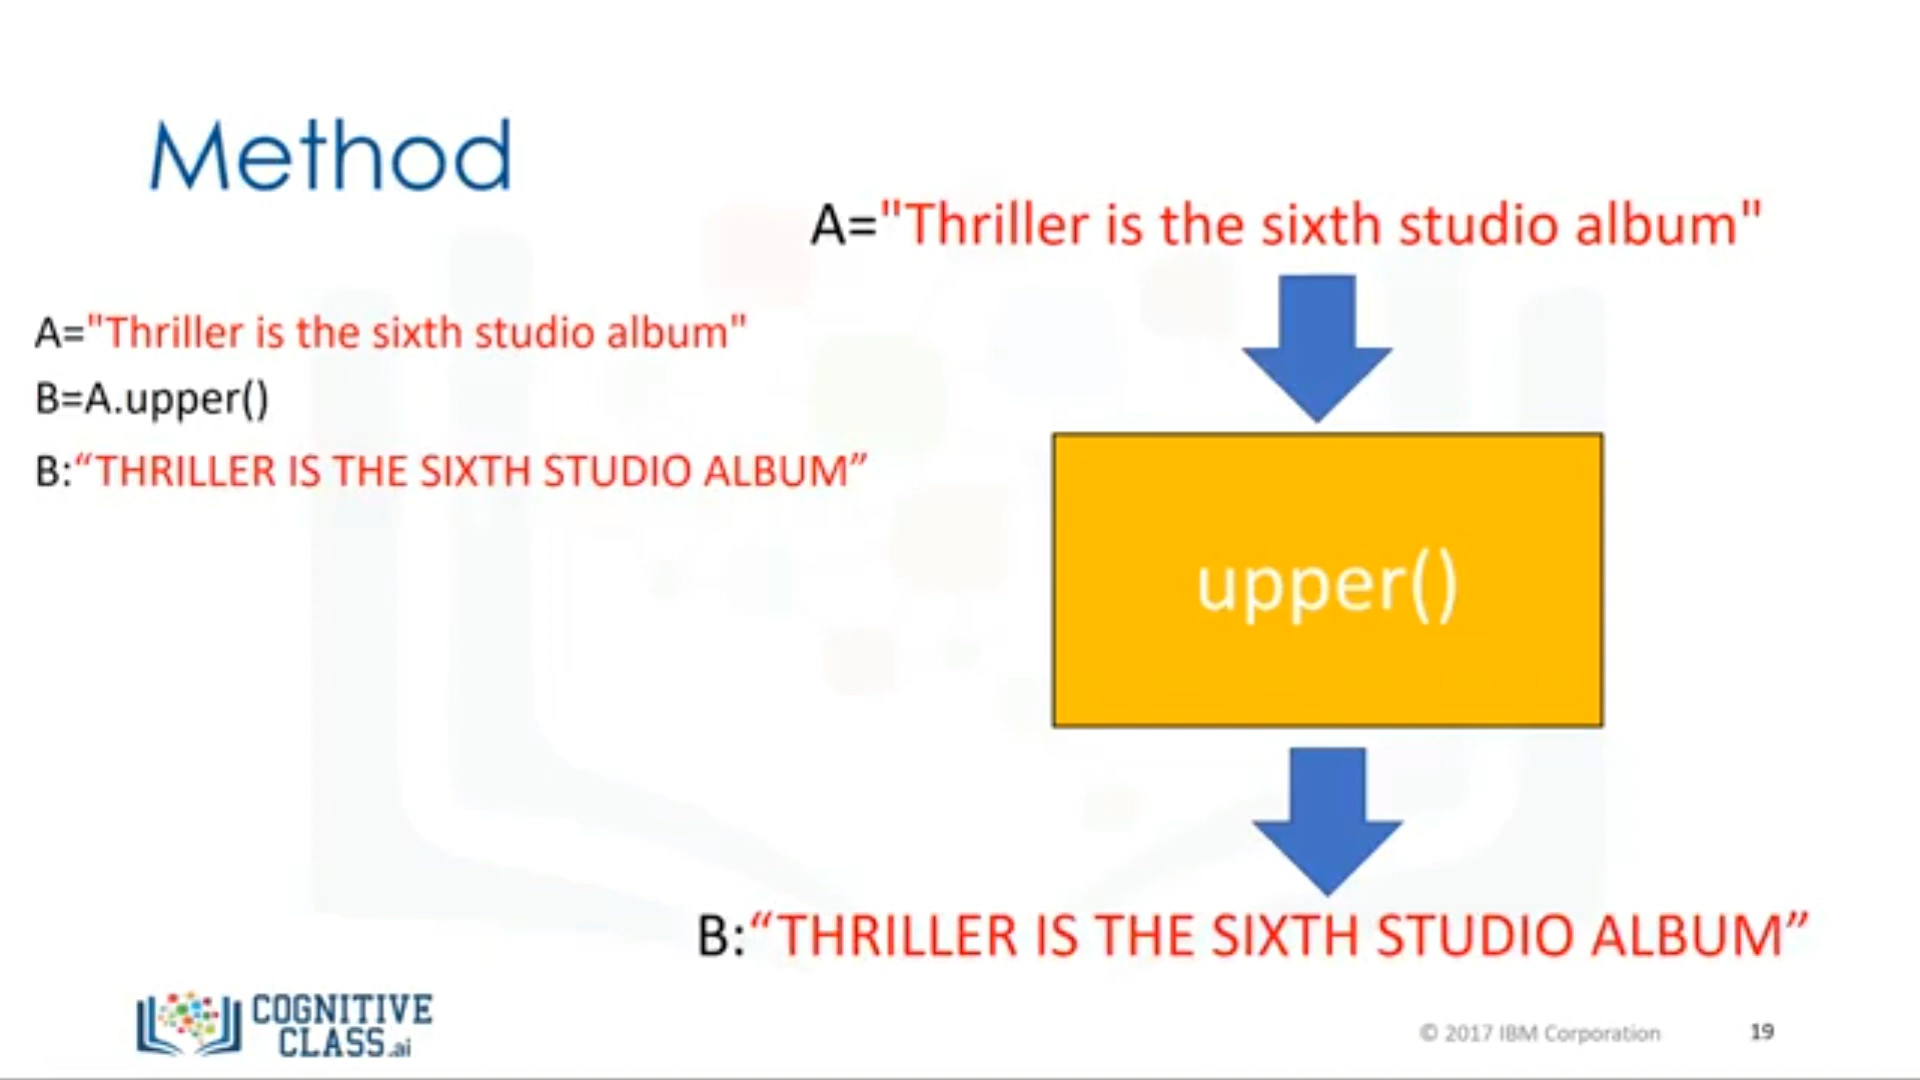 Method
A="Thriller is the sixth studio album"
B=A.upper()
B:“THRILLER IS THE SIXTH STUDIO ALBUM”
A="Thriller is the sixth studio album"
upper()
B:“THRILLER IS THE SIXTH STUDIO ALBUM”
COGNITIVE
CLASS.ai
© 2017 IBM Corporation
19